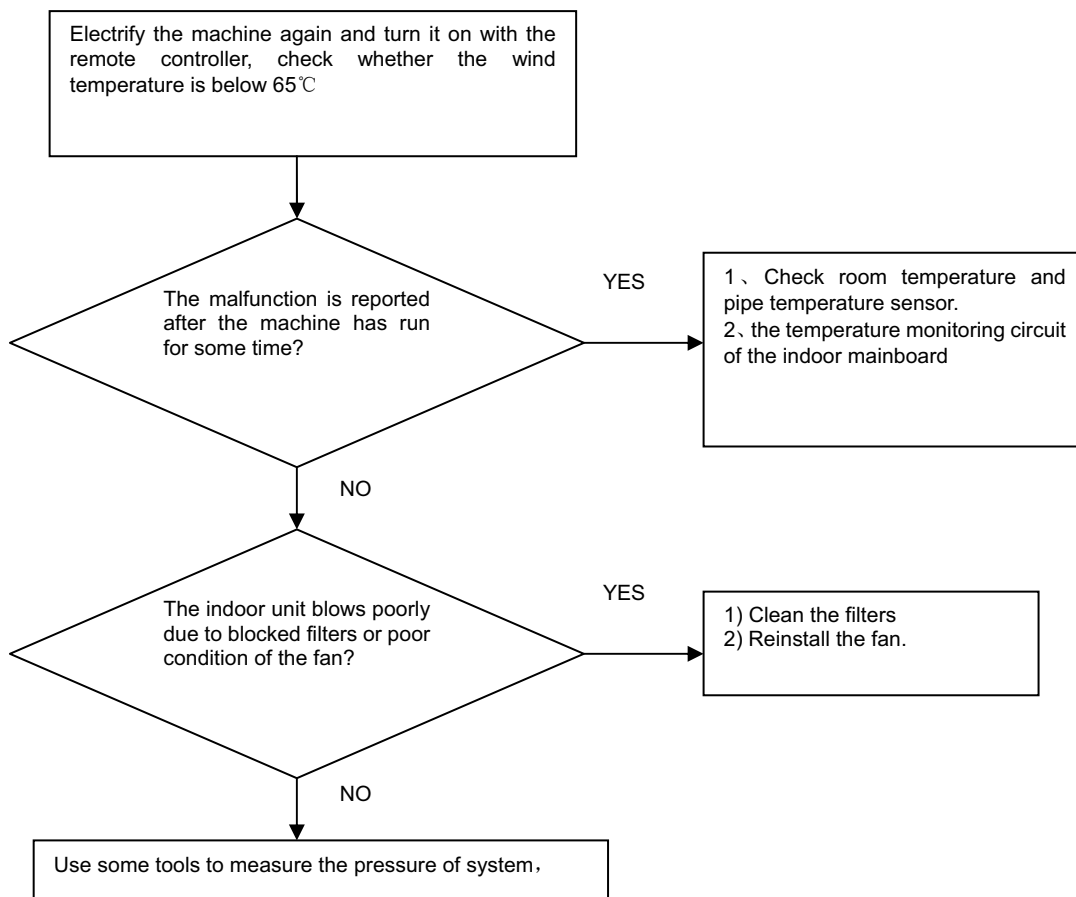 Electrify the machine again and turn it on with the
remote controller, check whether the wind
temperature is below 65℃
The malfunction is reported
after the machine has run
for some time?
YES
1、Check room temperature and
pipe temperature sensor.
2、the temperature monitoring circuit
of the indoor mainboard
NO
The indoor unit blows poorly
due to blocked filters or poor
condition of the fan?
YES
1) Clean the filters
2) Reinstall the fan.
NO
Use some tools to measure the pressure of system，